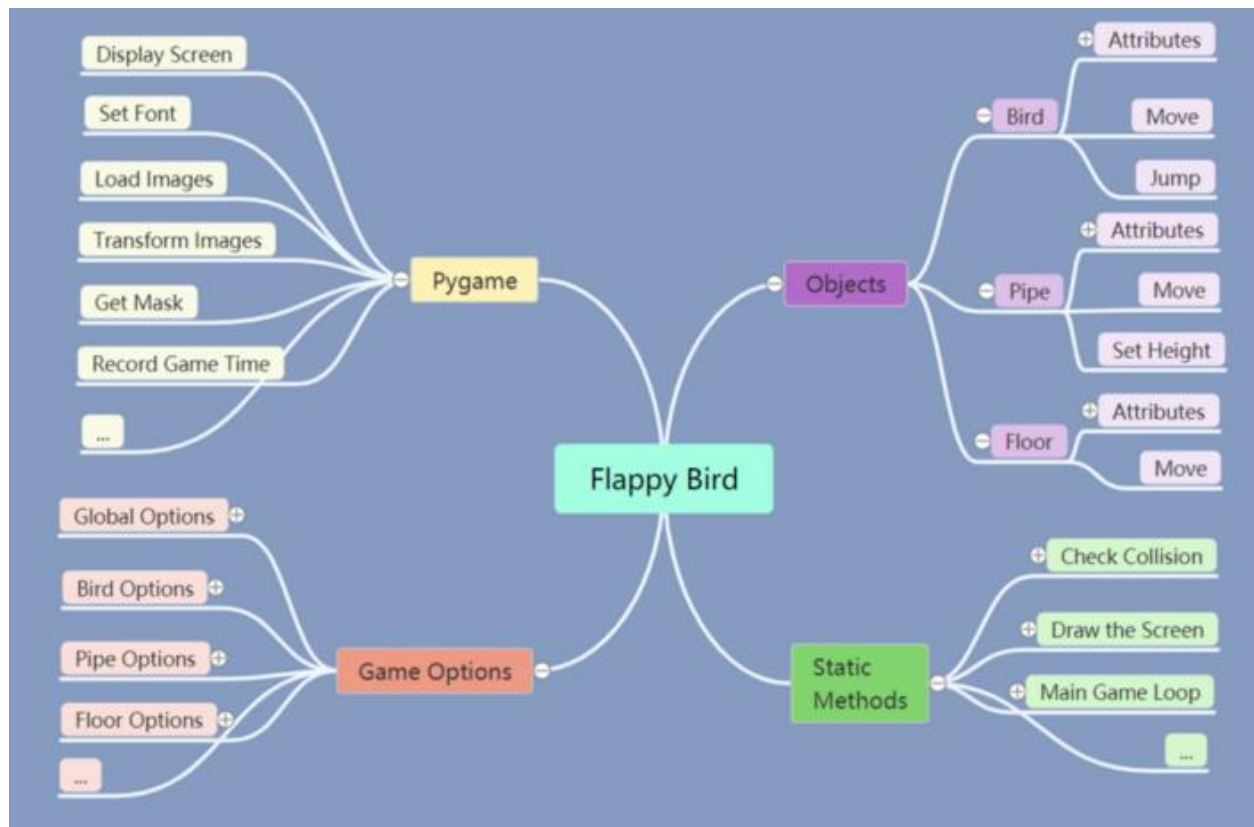 Display Screen
Set Font
Load Images
Transform Images
Get Mask
Record Game Time
...
Pygame
Global Options
Bird Options
Pipe Options
Floor Options
...
Game Options
Flappy Bird
Objects
Bird
Attributes
Move
Jump
Pipe
Attributes
Move
Set Height
Floor
Attributes
Move
Static
Methods
Check Collision
Draw the Screen
Main Game Loop
...